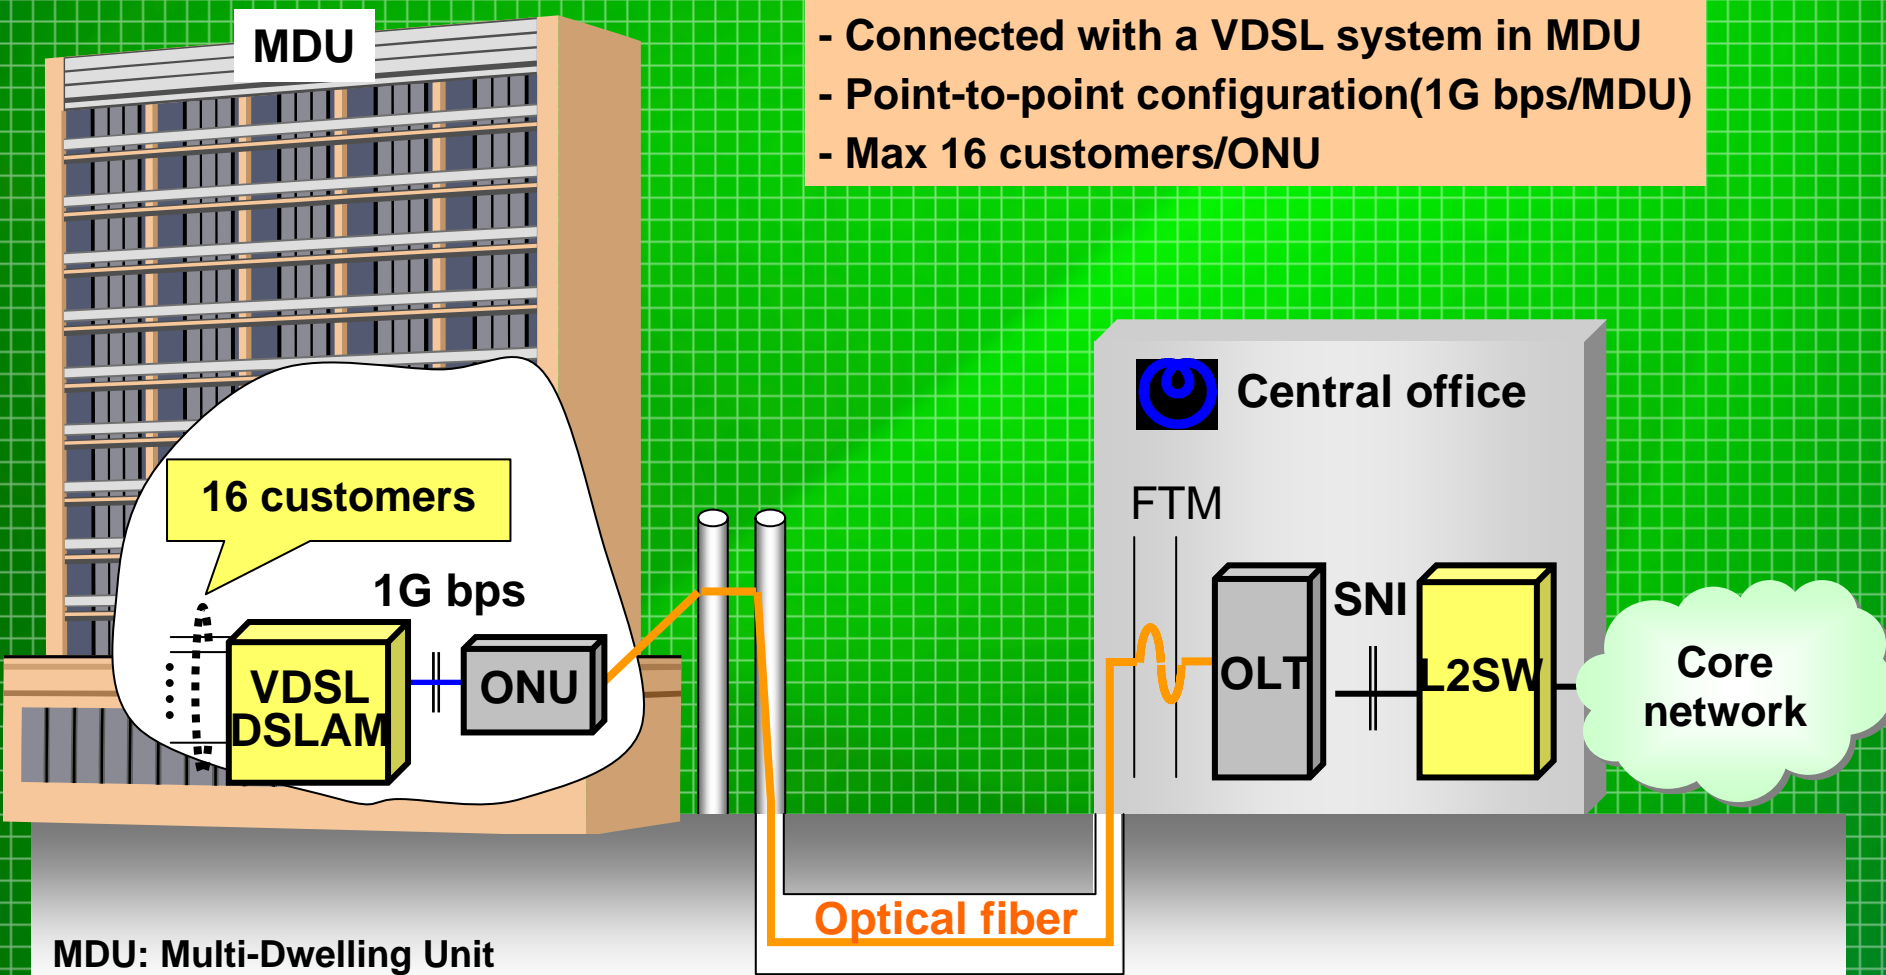 MDU
- Connected with a VDSL system in MDU
- Point-to-point configuration(1G bps/MDU)
- Max 16 customers/ONU
Central office
16 customers
FTM
1G bps
SNI
VDSL
DSLAM
ONU
OLT
L2SW
Core
network
Optical fiber
MDU: Multi-Dwelling Unit